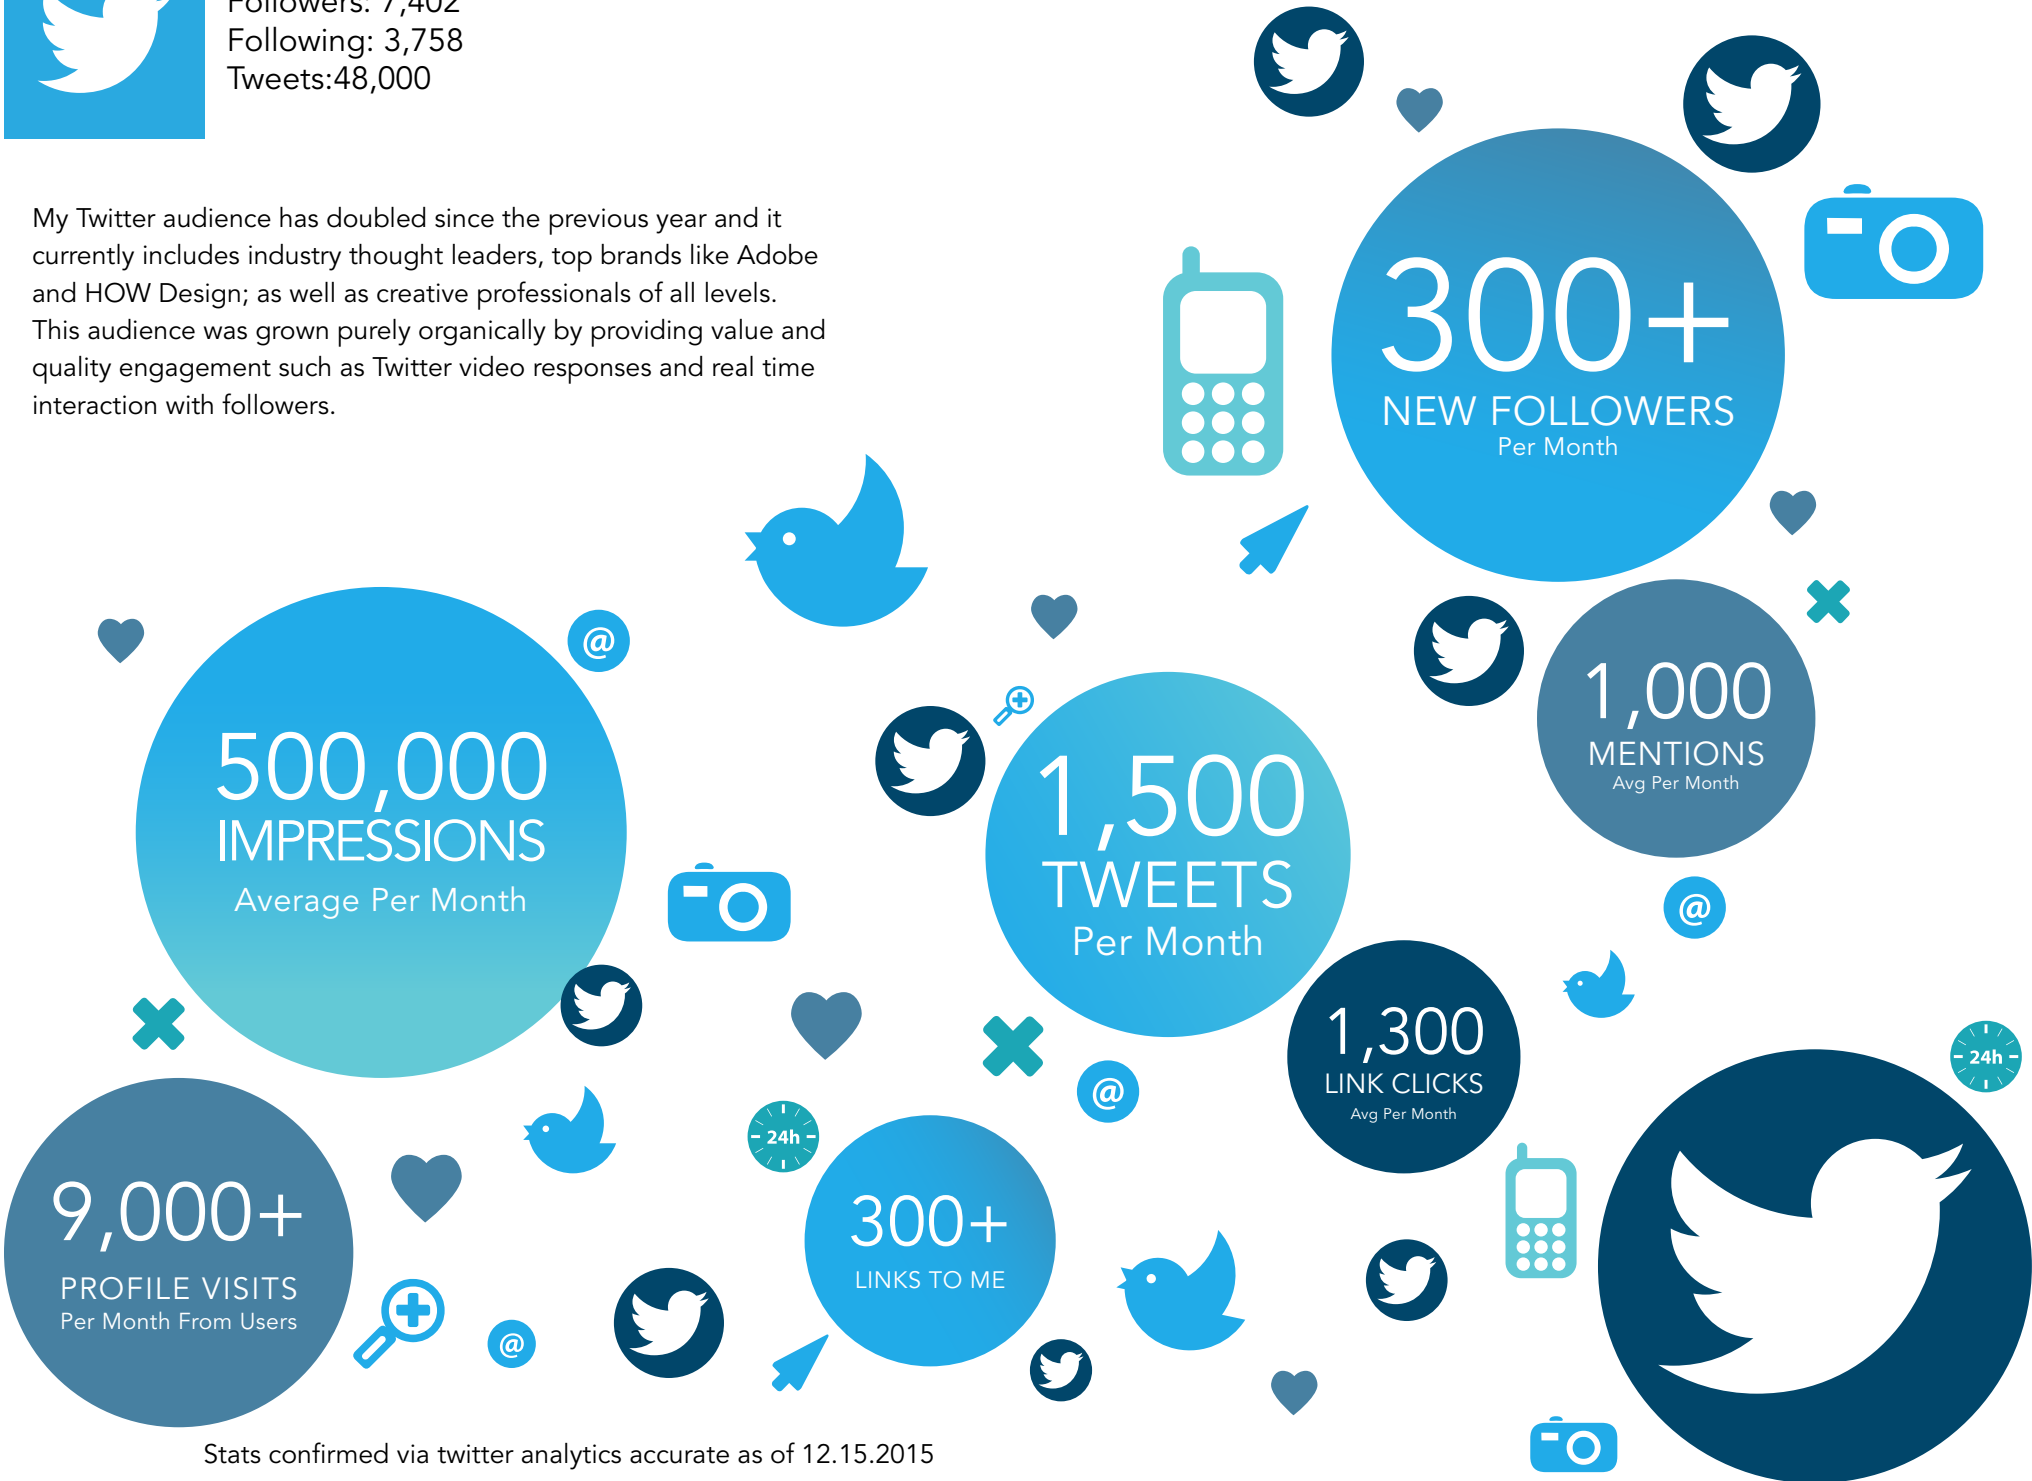 Followers: 7,402
Following: 3,758
Tweets:48,000
My Twitter audience has doubled since the previous year and it
currently includes industry thought leaders, top brands like Adobe
and HOW Design; as well as creative professionals of all levels.
This audience was grown purely organically by providing value and
quality engagement such as Twitter video responses and real time
interaction with followers.
300+
NEW FOLLOWERS
Per Month
@
500,000
IMPRESSIONS
Average Per Month
1,500
TWEETS
Per Month
1,000
MENTIONS
Avg Per Month
@
1,300
LINK CLICKS
Avg Per Month
24h
@
24h
9,000+
PROFILE VISITS
Per Month From Users
300+
LINKS TO ME
@
Stats confirmed via twitter analytics accurate as of 12.15.2015